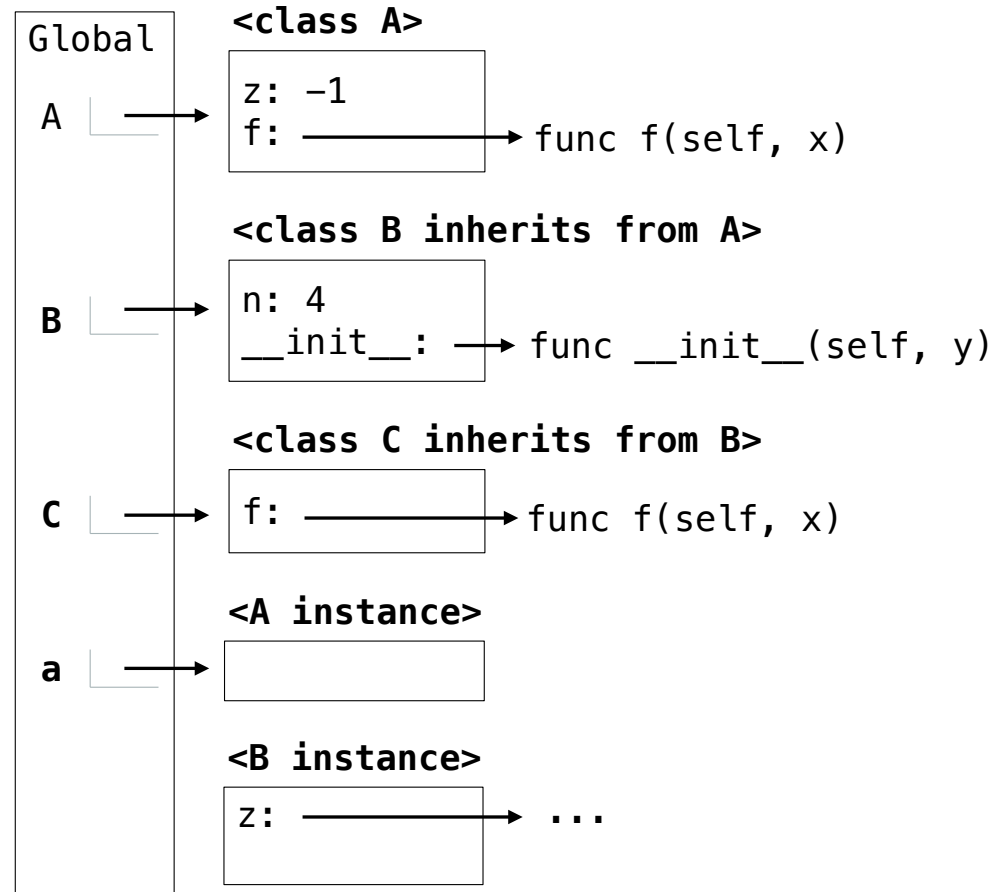 Global
<class A>
A
z: −1
f:
func f(self, x)
<class B inherits from A>
B
n: 4
__init__:
func __init__(self, y)
<class C inherits from B>
C
f:
func f(self, x)
<A instance>
a
<B instance>
z:
...